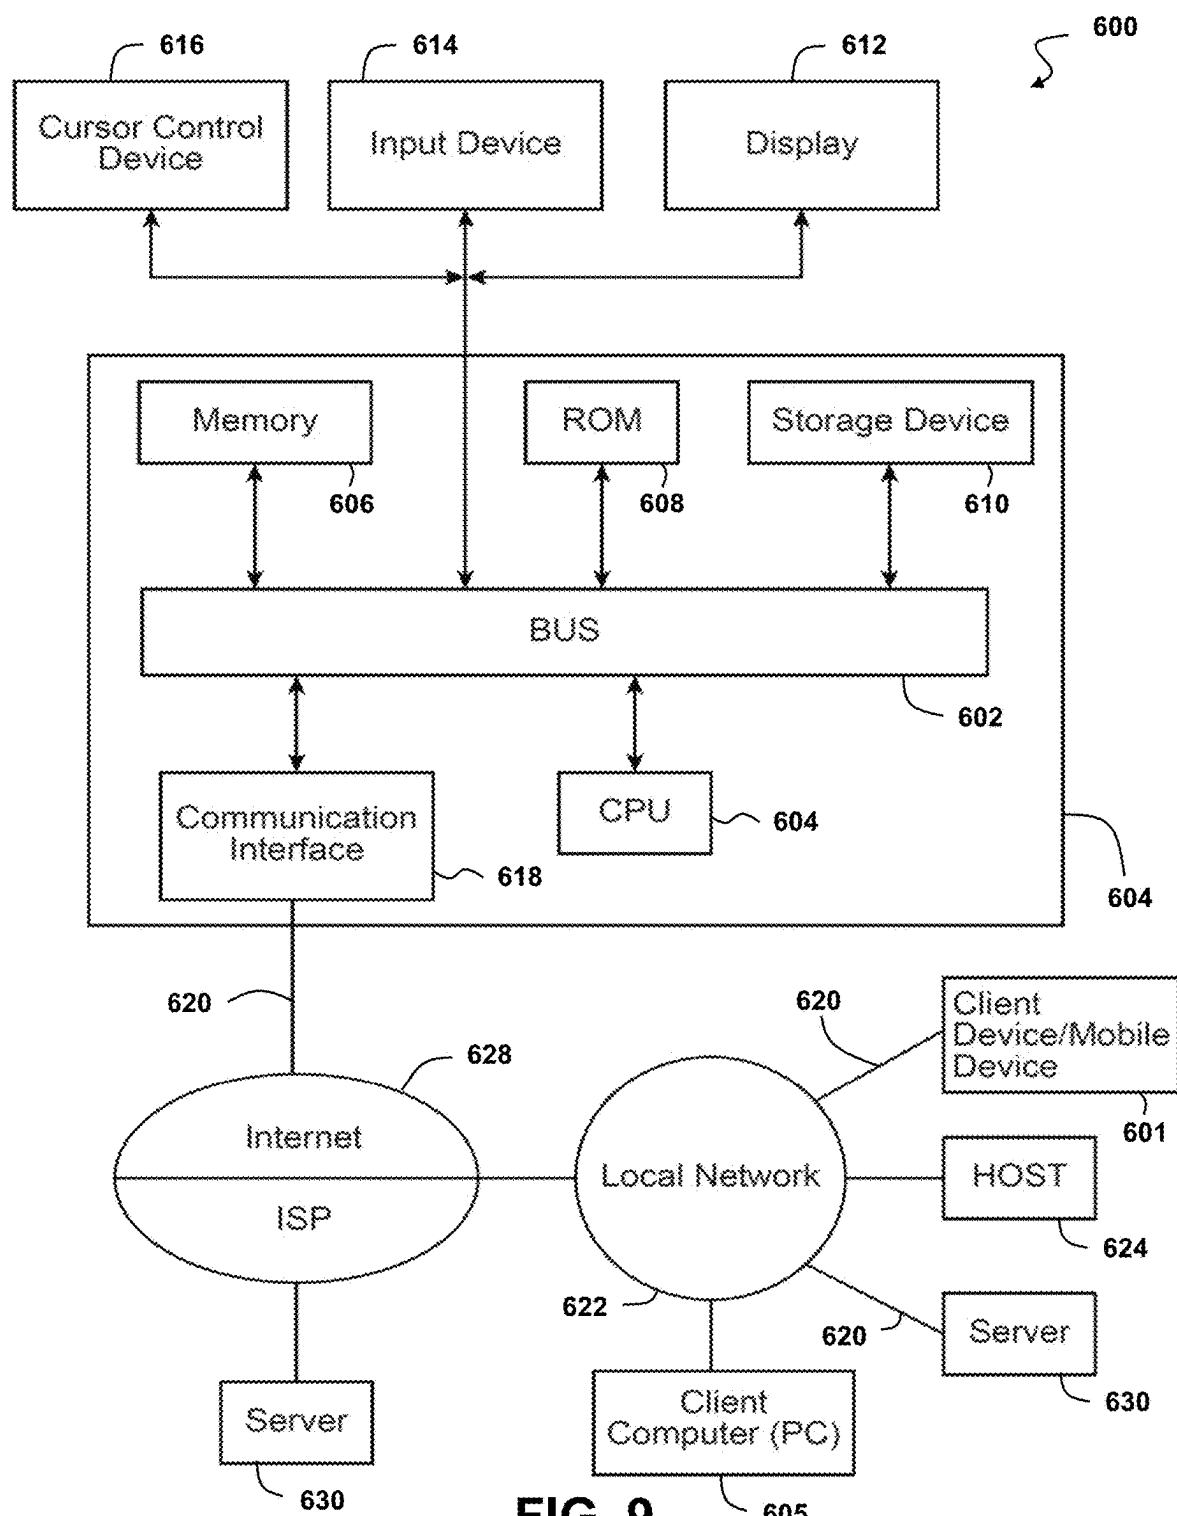 616
614
612
600
Cursor Control
Device
Input Device
Display
Memory
ROM
Storage Device
606
608
610
BUS
602
Communication
Interface
CPU
604
618
604
620
620
Client
Device/Mobile
Device
628
601
Internet
ISP
Local Network
HOST
624
622
620
Server
630
Server
Client
Computer (PC)
630
FIG. 9
605